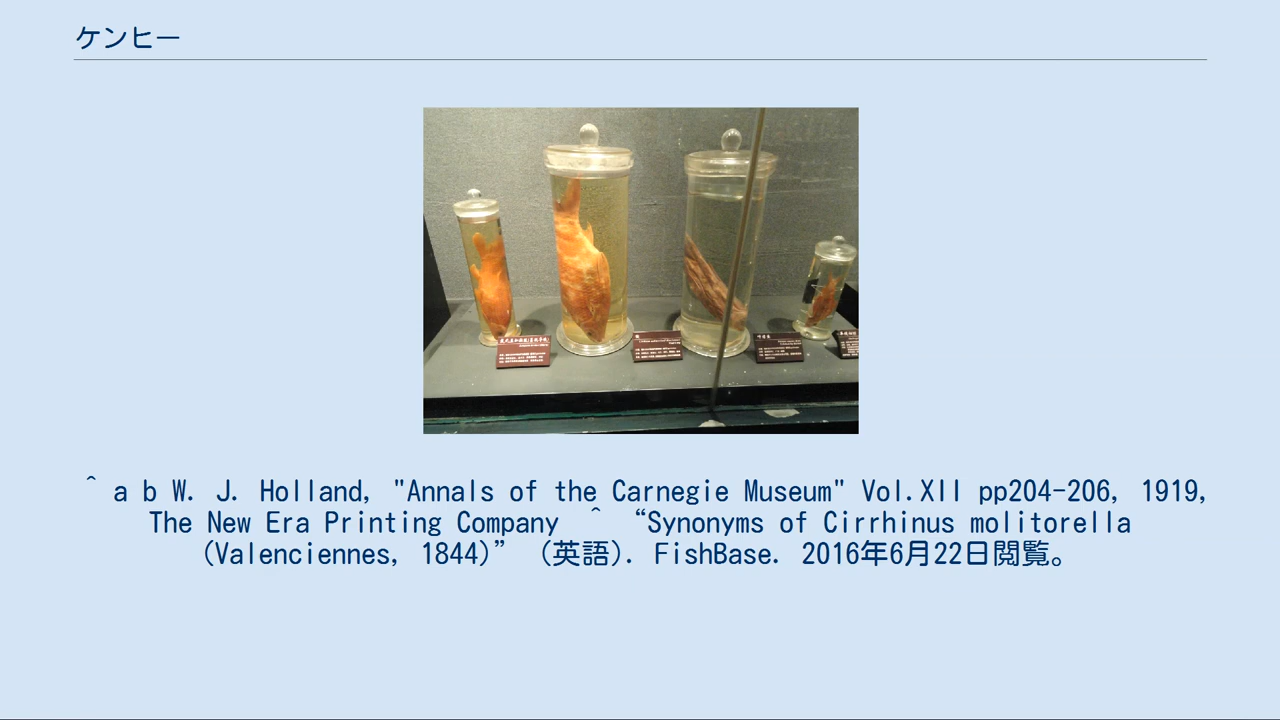 ケンヒー
^ a b W. J. Holland, "Annals of the Carnegie Museum" Vol.XII pp204-206, 1919,
The New Era Printing Company ^ “Synonyms of Cirrhinus molitorella
(Valenciennes, 1844)” (英語). FishBase. 2016年6月22日閲覧。